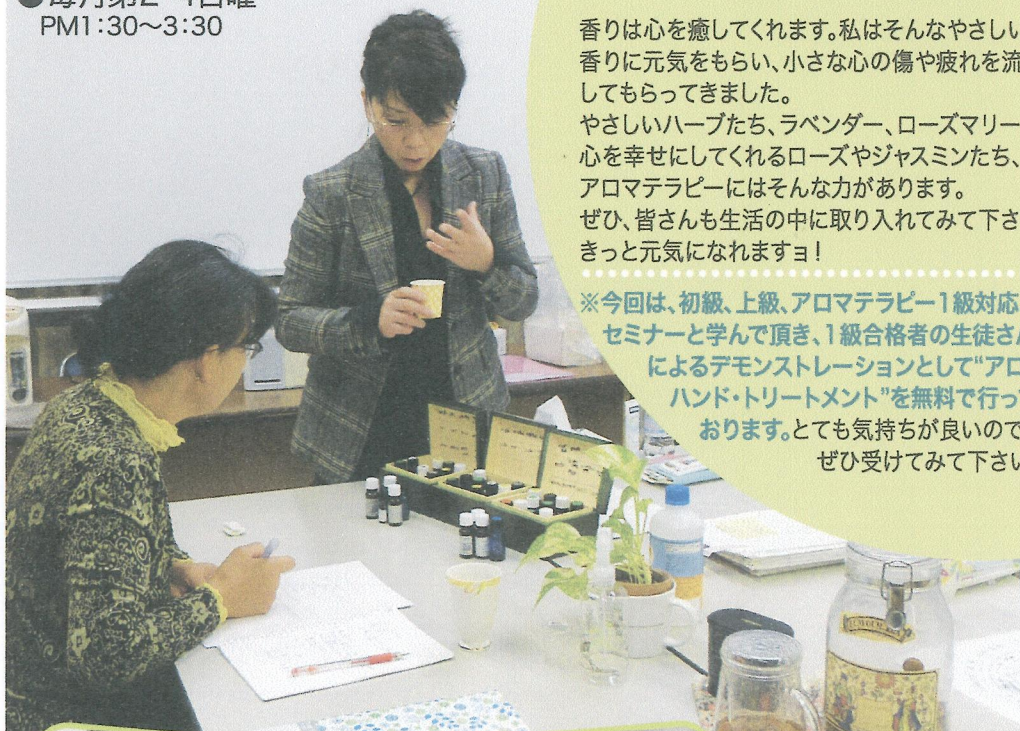 ●毎月第2・4日曜
PM1:30～3:30
香りは心を癒してくれます。私はそんなやさしい
香りに元気をもらい、小さな心の傷や疲れを流
してもらってきました。
やさしいハーブたち、ラベンダー、ローズマリー
心を幸せにしてくれるローズやジャスミンたち、
アロマテラピーにはそんな力があります。
ぜひ、皆さんも生活の中に取り入れてみて下さ
きっと元気になれますョ!
※今回は、初級、上級、アロマテラピー1級対応
セミナーと学んで頂き、1級合格者の生徒さん
によるデモンストレーションとして“アロ
ハンド・トリートメント”を無料で行って
おります。とても気持ちが良いので
ぜひ受けてみて下さい